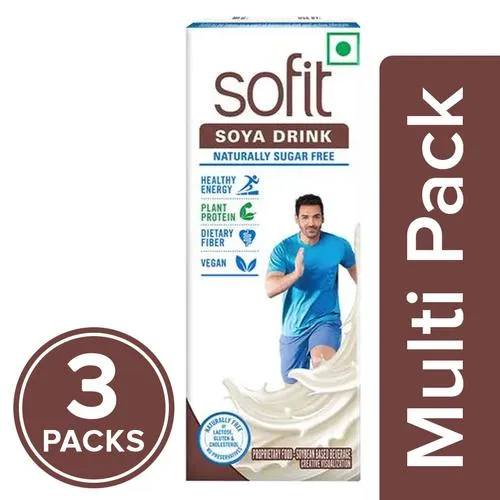 sofit
SOYA DRINK
NATURALLY SUGAR FREE
HEALTHY
ENERGY
PLANT
PROTEIN
DIETARY
FIBER
VEGAN
NATURALLY FREE
OF
LACTOSE,
GLUTEN &
CHOLESTEROL
NO PRESERVATIVES
PROPRIETARY FOOD - SOYBEAN BASED BEVERAGE
CREATIVE VISUALIZATION
3
PACKS
Multi Pack